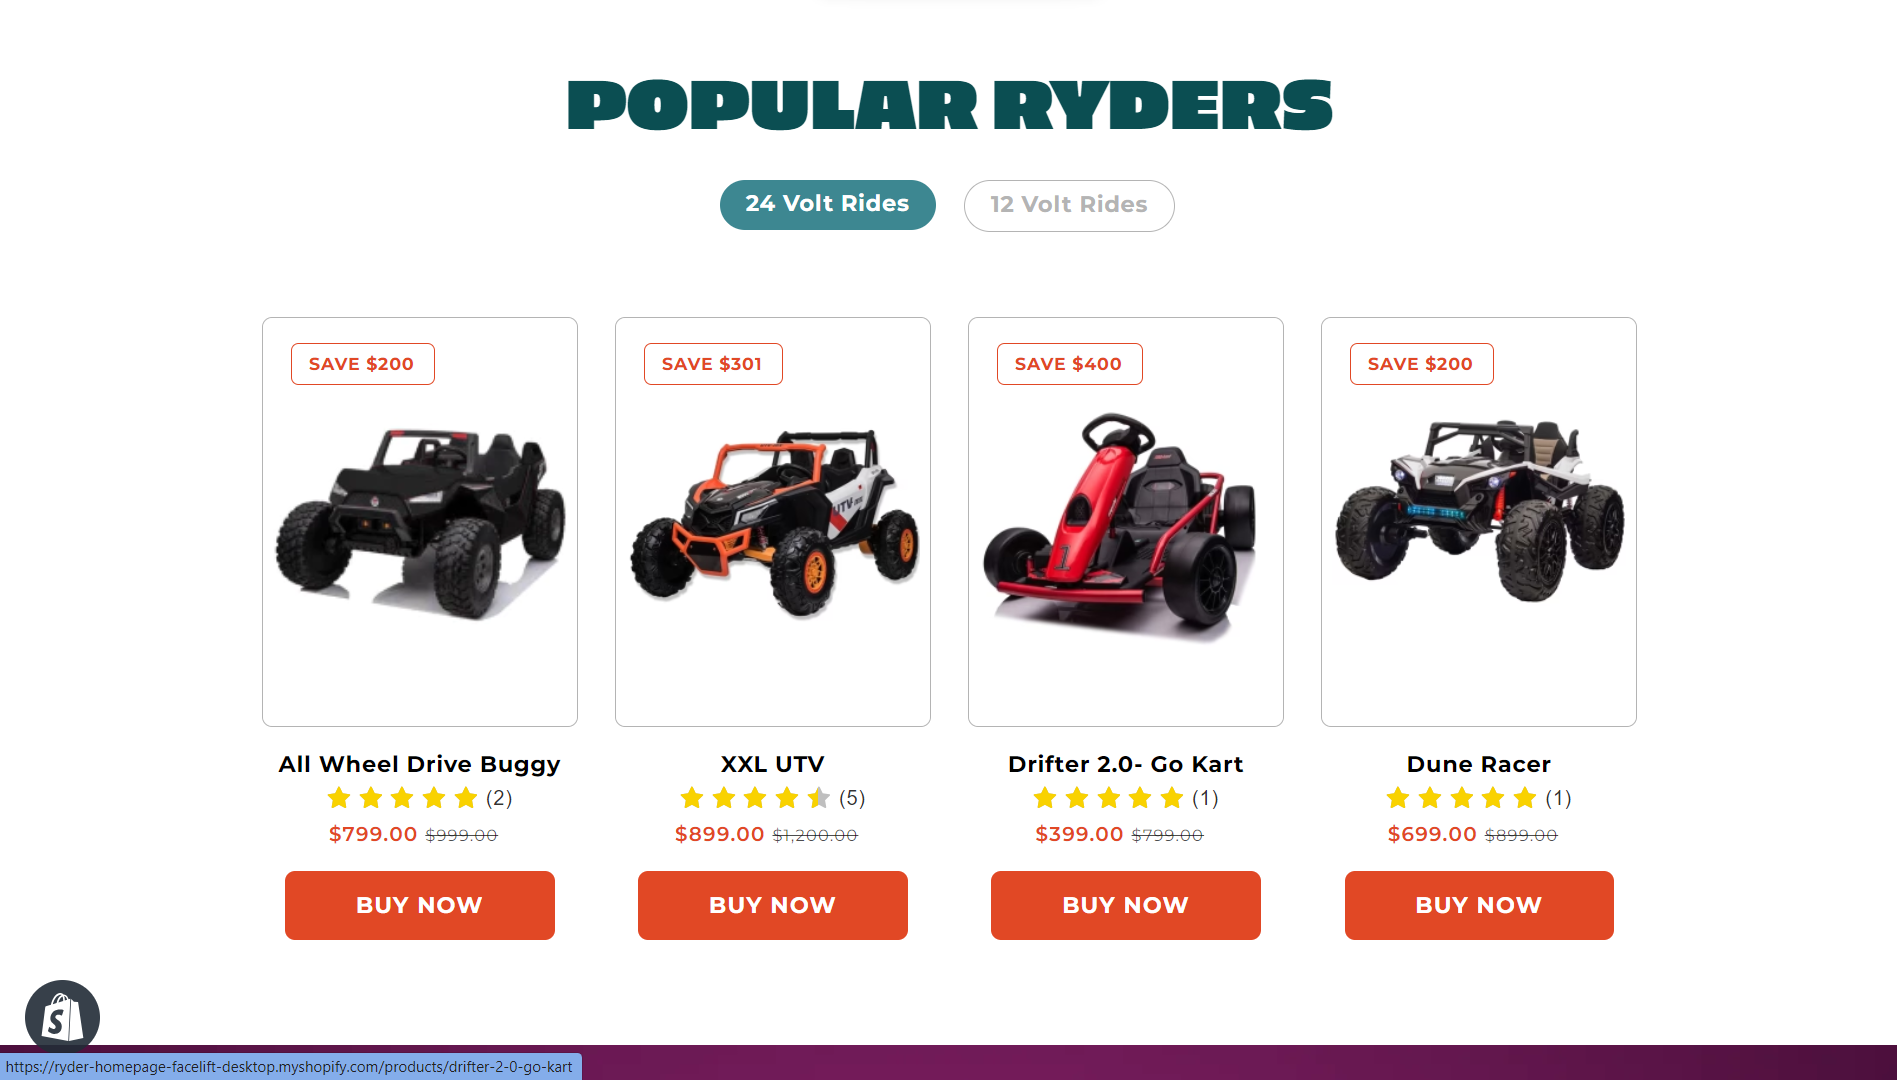 POPULAR RYDERS
24 Volt Rides
12 Volt Rides
SAVE $200
SAVE $301
SAVE $400
SAVE $200
UTV
1
All Wheel Drive Buggy
XXL UTV
Drifter 2.0- Go Kart
Dune Racer
(2)
(5)
(1)
(1)
$799.00 $999.00
$899.00 $1,200.00
$399.00 $799.00
$699.00 $899.00
BUY NOW
BUY NOW
BUY NOW
BUY NOW
S
https://ryder-homepage-facelift-desktop.myshopify.com/products/drifter-2-0-go-kart